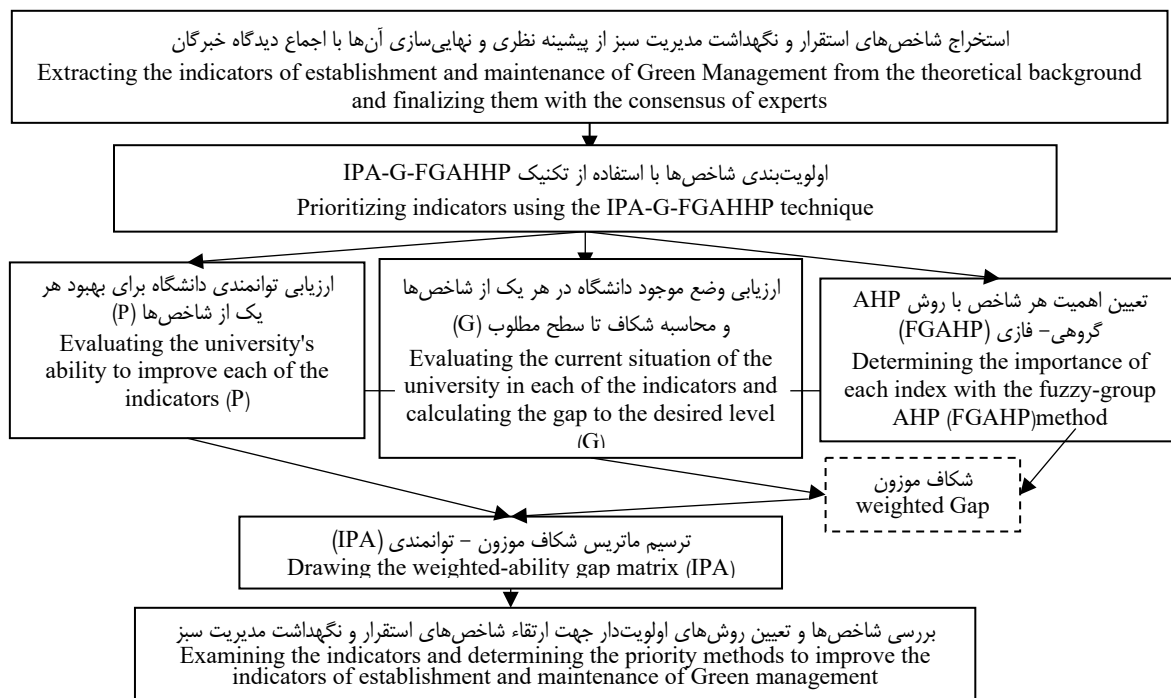 استخراج شاخص‌های استقرار و نگهداشت مدیریت سبز از پیشینه نظری و نهایی‌سازی آن‌ها با اجماع دیدگاه خبرگان
Extracting the indicators of establishment and maintenance of Green Management from the theoretical background
and finalizing them with the consensus of experts
اولویت‌بندی شاخص‌ها با استفاده از تکنیک IPA-G-FGAHHP
Prioritizing indicators using the IPA-G-FGAHHP technique
ارزیابی توانمندی دانشگاه برای بهبود هر
یک از شاخص‌ها (P)
Evaluating the university's
ability to improve each of the
indicators (P)
ارزیابی وضع موجود دانشگاه در هر یک از شاخص‌ها
و محاسبه شکاف تا سطح مطلوب (G)
Evaluating the current situation of the
university in each of the indicators and
calculating the gap to the desired level
(G)
تعیین اهمیت هر شاخص با روش AHP
گروهی- فازی (FGAHP)
Determining the importance of
each index with the fuzzy-group
AHP (FGAHP)method
شکاف موزون
weighted Gap
ترسیم ماتریس شکاف موزون – توانمندی (IPA)
Drawing the weighted-ability gap matrix (IPA)
بررسی شاخص‌ها و تعیین روش‌های اولویت‌دار جهت ارتقاء شاخص‌های استقرار و نگهداشت مدیریت سبز
Examining the indicators and determining the priority methods to improve the
indicators of establishment and maintenance of Green management